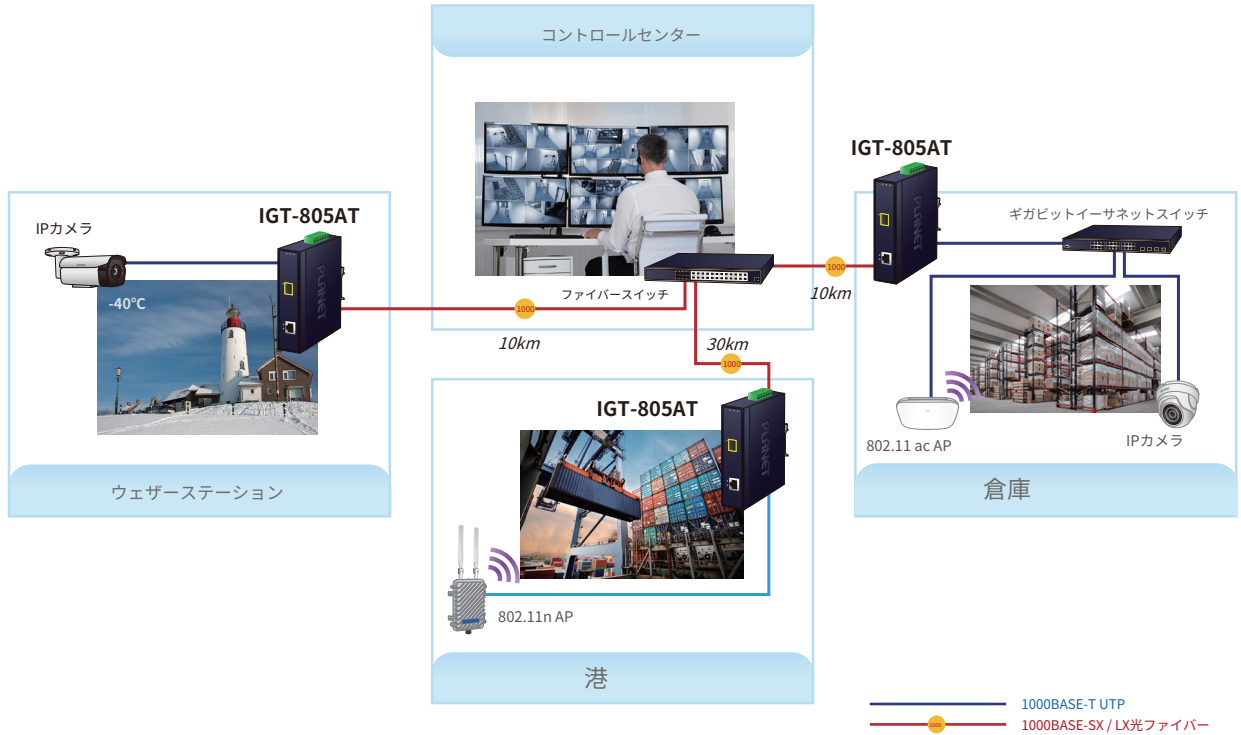 コントロールセンター
IGT-805AT
ギガビットイーサネットスイッチ
PLANET
IPカメラ
IGT-805AT
-40℃
PLANET
ファイバースイッチ
1000
10km
1000
10km
30km
1000
802.11 ac AP
IPカメラ
倉庫
ウェザーステーション
IGT-805AT
PLANET
802.11n AP
港
1000BASE-T UTP
1000
1000BASE-SX / LX光ファイバー